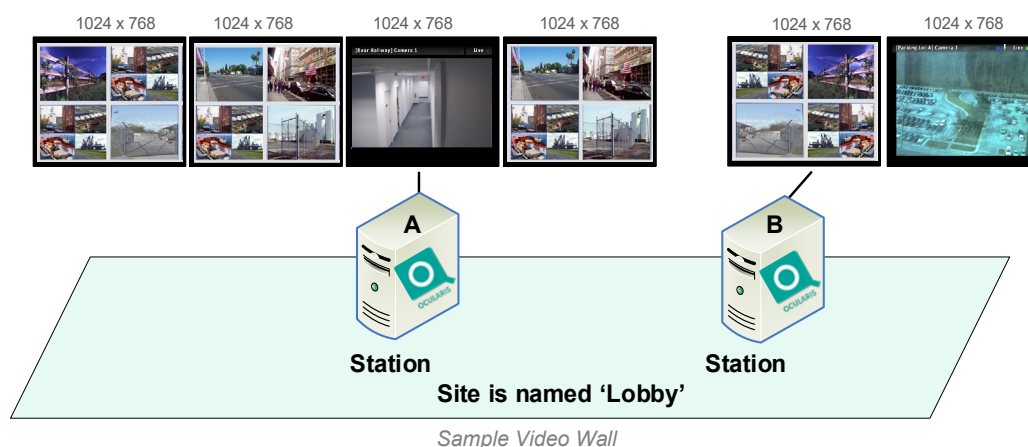 1024 x 768
1024 x 768
1024 x 768
1024 x 768
1024 x 768
1024 x 768
[Rear Hallway] Camera 1 Live
[Parking Lot A] Camera 1 Live
A
B
OCULARIS
OCULARIS
Station
Station
Site is named ‘Lobby’
Sample Video Wall